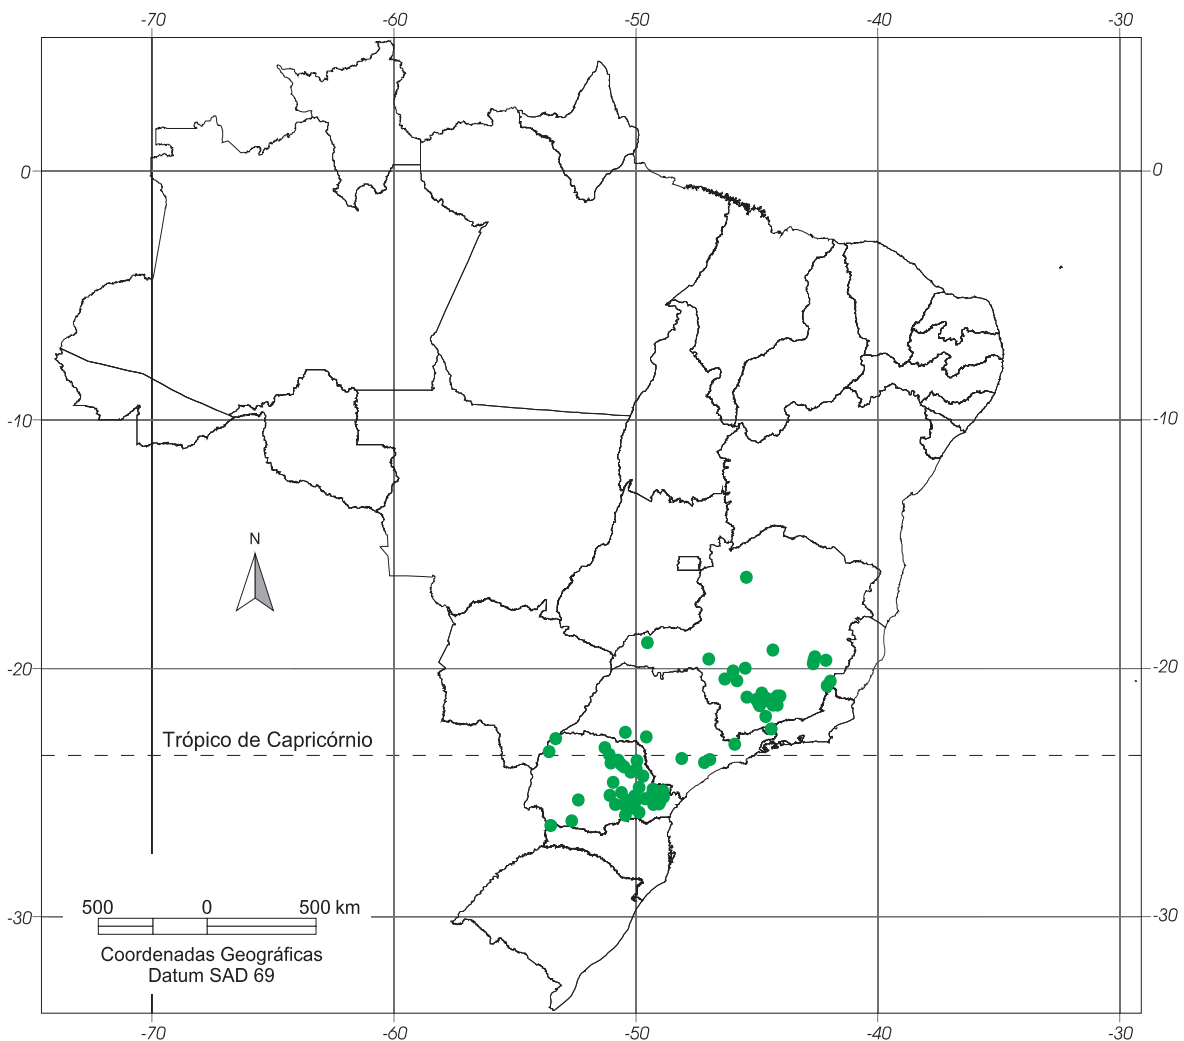 -70 -60 -50 -40 -30
0 0
-10 -10
N
-20 -20
Trópico de Capricórnio
500 0 500 km
-30 -30
Coordenadas Geográficas
Datum SAD 69
-70 -60 -50 -40 -30